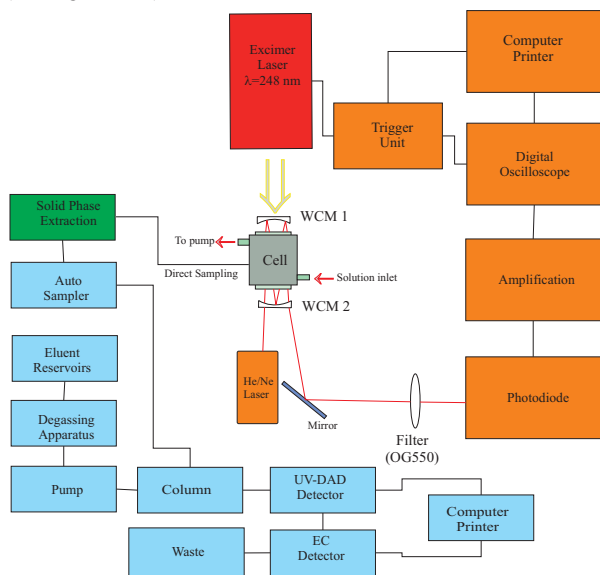 Excimer
Laser
λ=248 nm
Computer
Printer
Trigger
Unit
Digital
Oscilloscope
Solid Phase
Extraction
WCM 1
To pump
Cell
Direct Sampling
Solution inlet
Auto
Sampler
Amplification
WCM 2
Eluent
Reservoirs
He/Ne
Laser
Mirror
Photodiode
Filter
(OG550)
Degassing
Apparatus
Pump
Column
UV-DAD
Detector
Computer
Printer
Waste
EC
Detector